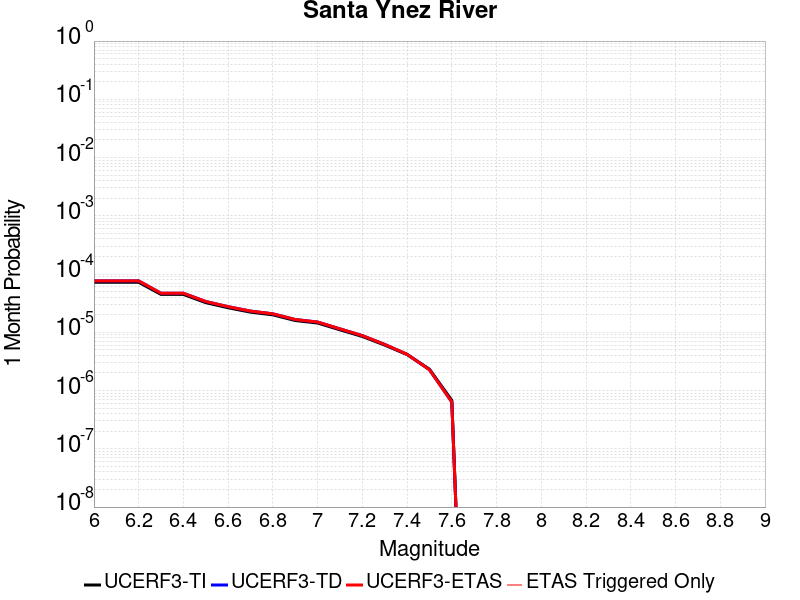 Santa Ynez River
10^0
10^-1
10^-2
10^-3
10^-4
10^-5
10^-6
10^-7
10^-8
1 Month Probability
6 6.2 6.4 6.6 6.8 7 7.2 7.4 7.6 7.8 8 8.2 8.4 8.6 8.8 9
Magnitude
UCERF3-TI UCERF3-TD UCERF3-ETAS ETAS Triggered Only